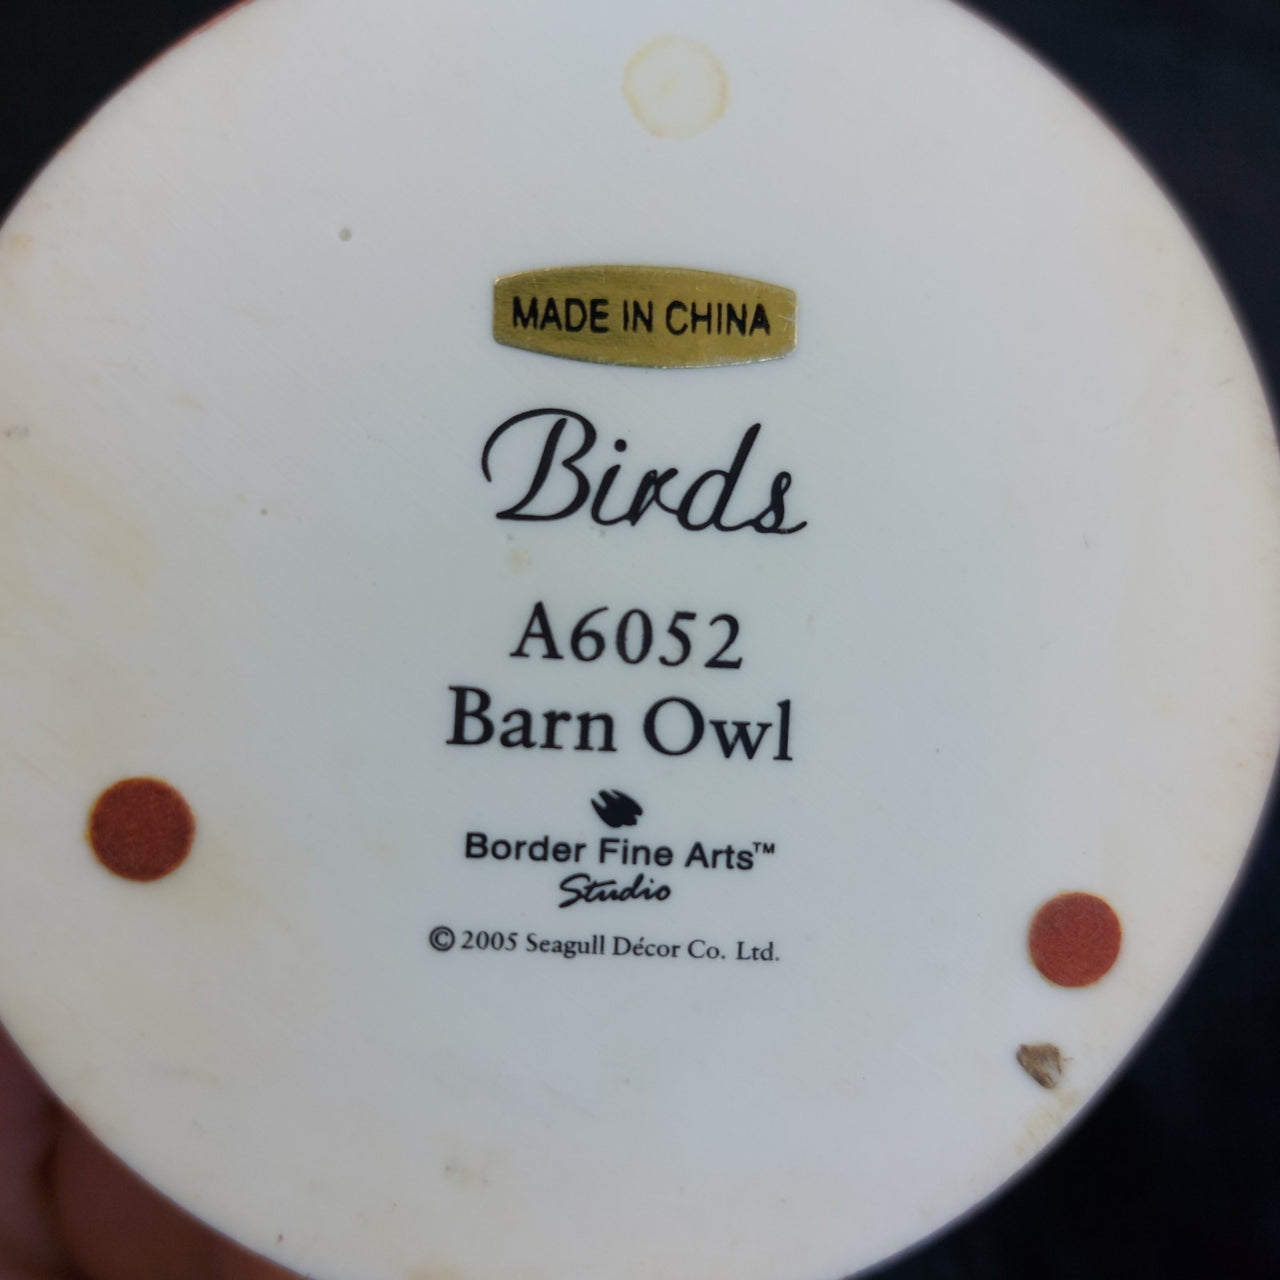 MADE IN CHINA
Birds
A6052
Barn Owl
Border Fine Arts™
Studio
© 2005 Seagull Décor Co. Ltd.